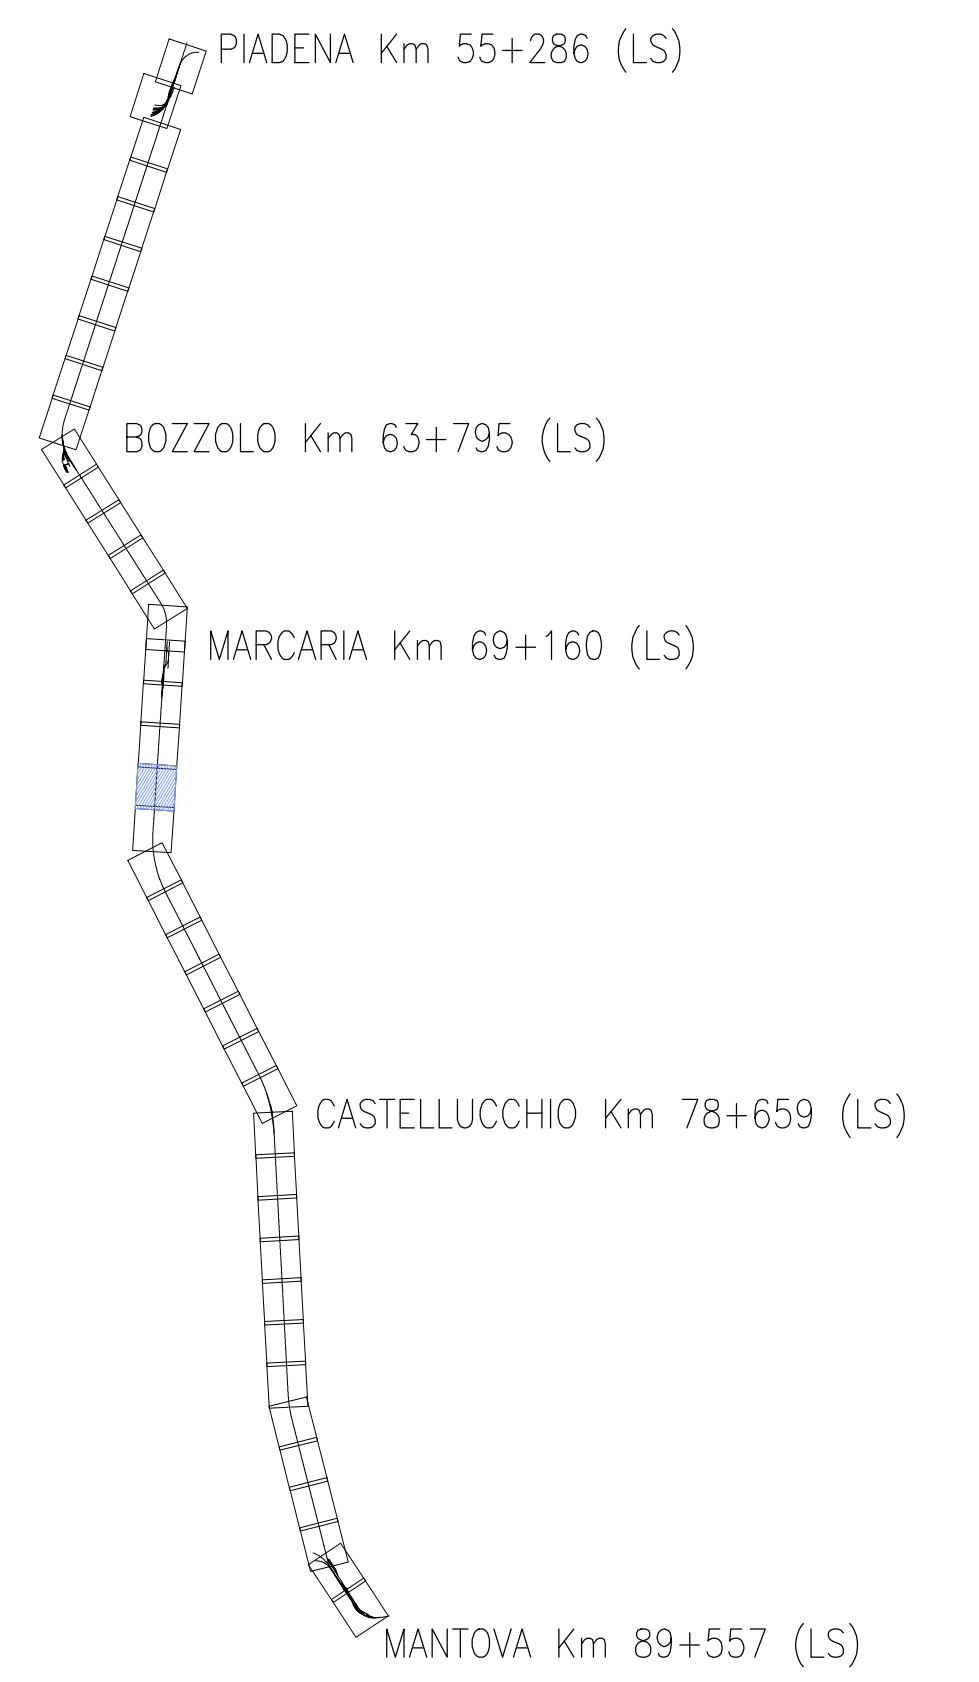 PIADENA Km 55+286 (LS)
BOZZOLO Km 63+795 (LS)
MARCARIA Km 69+160 (LS)
CASTELLUCCHIO Km 78+659 (LS)
MANTOVA Km 89+557 (LS)